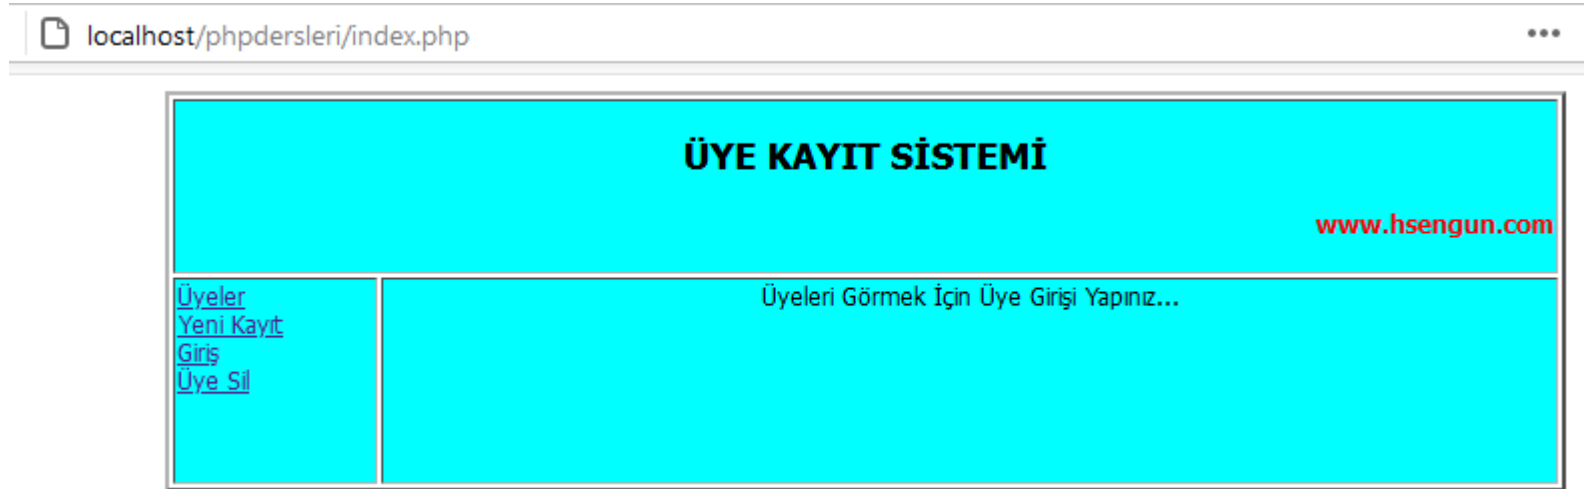 localhost/phpdersleri/index.php
ÜYE KAYIT SİSTEMİ
www.hsengun.com
Üyeler
Yeni Kayıt
Giriş
Üye Sil
Üyeleri Görmek İçin Üye Girişi Yapınız...